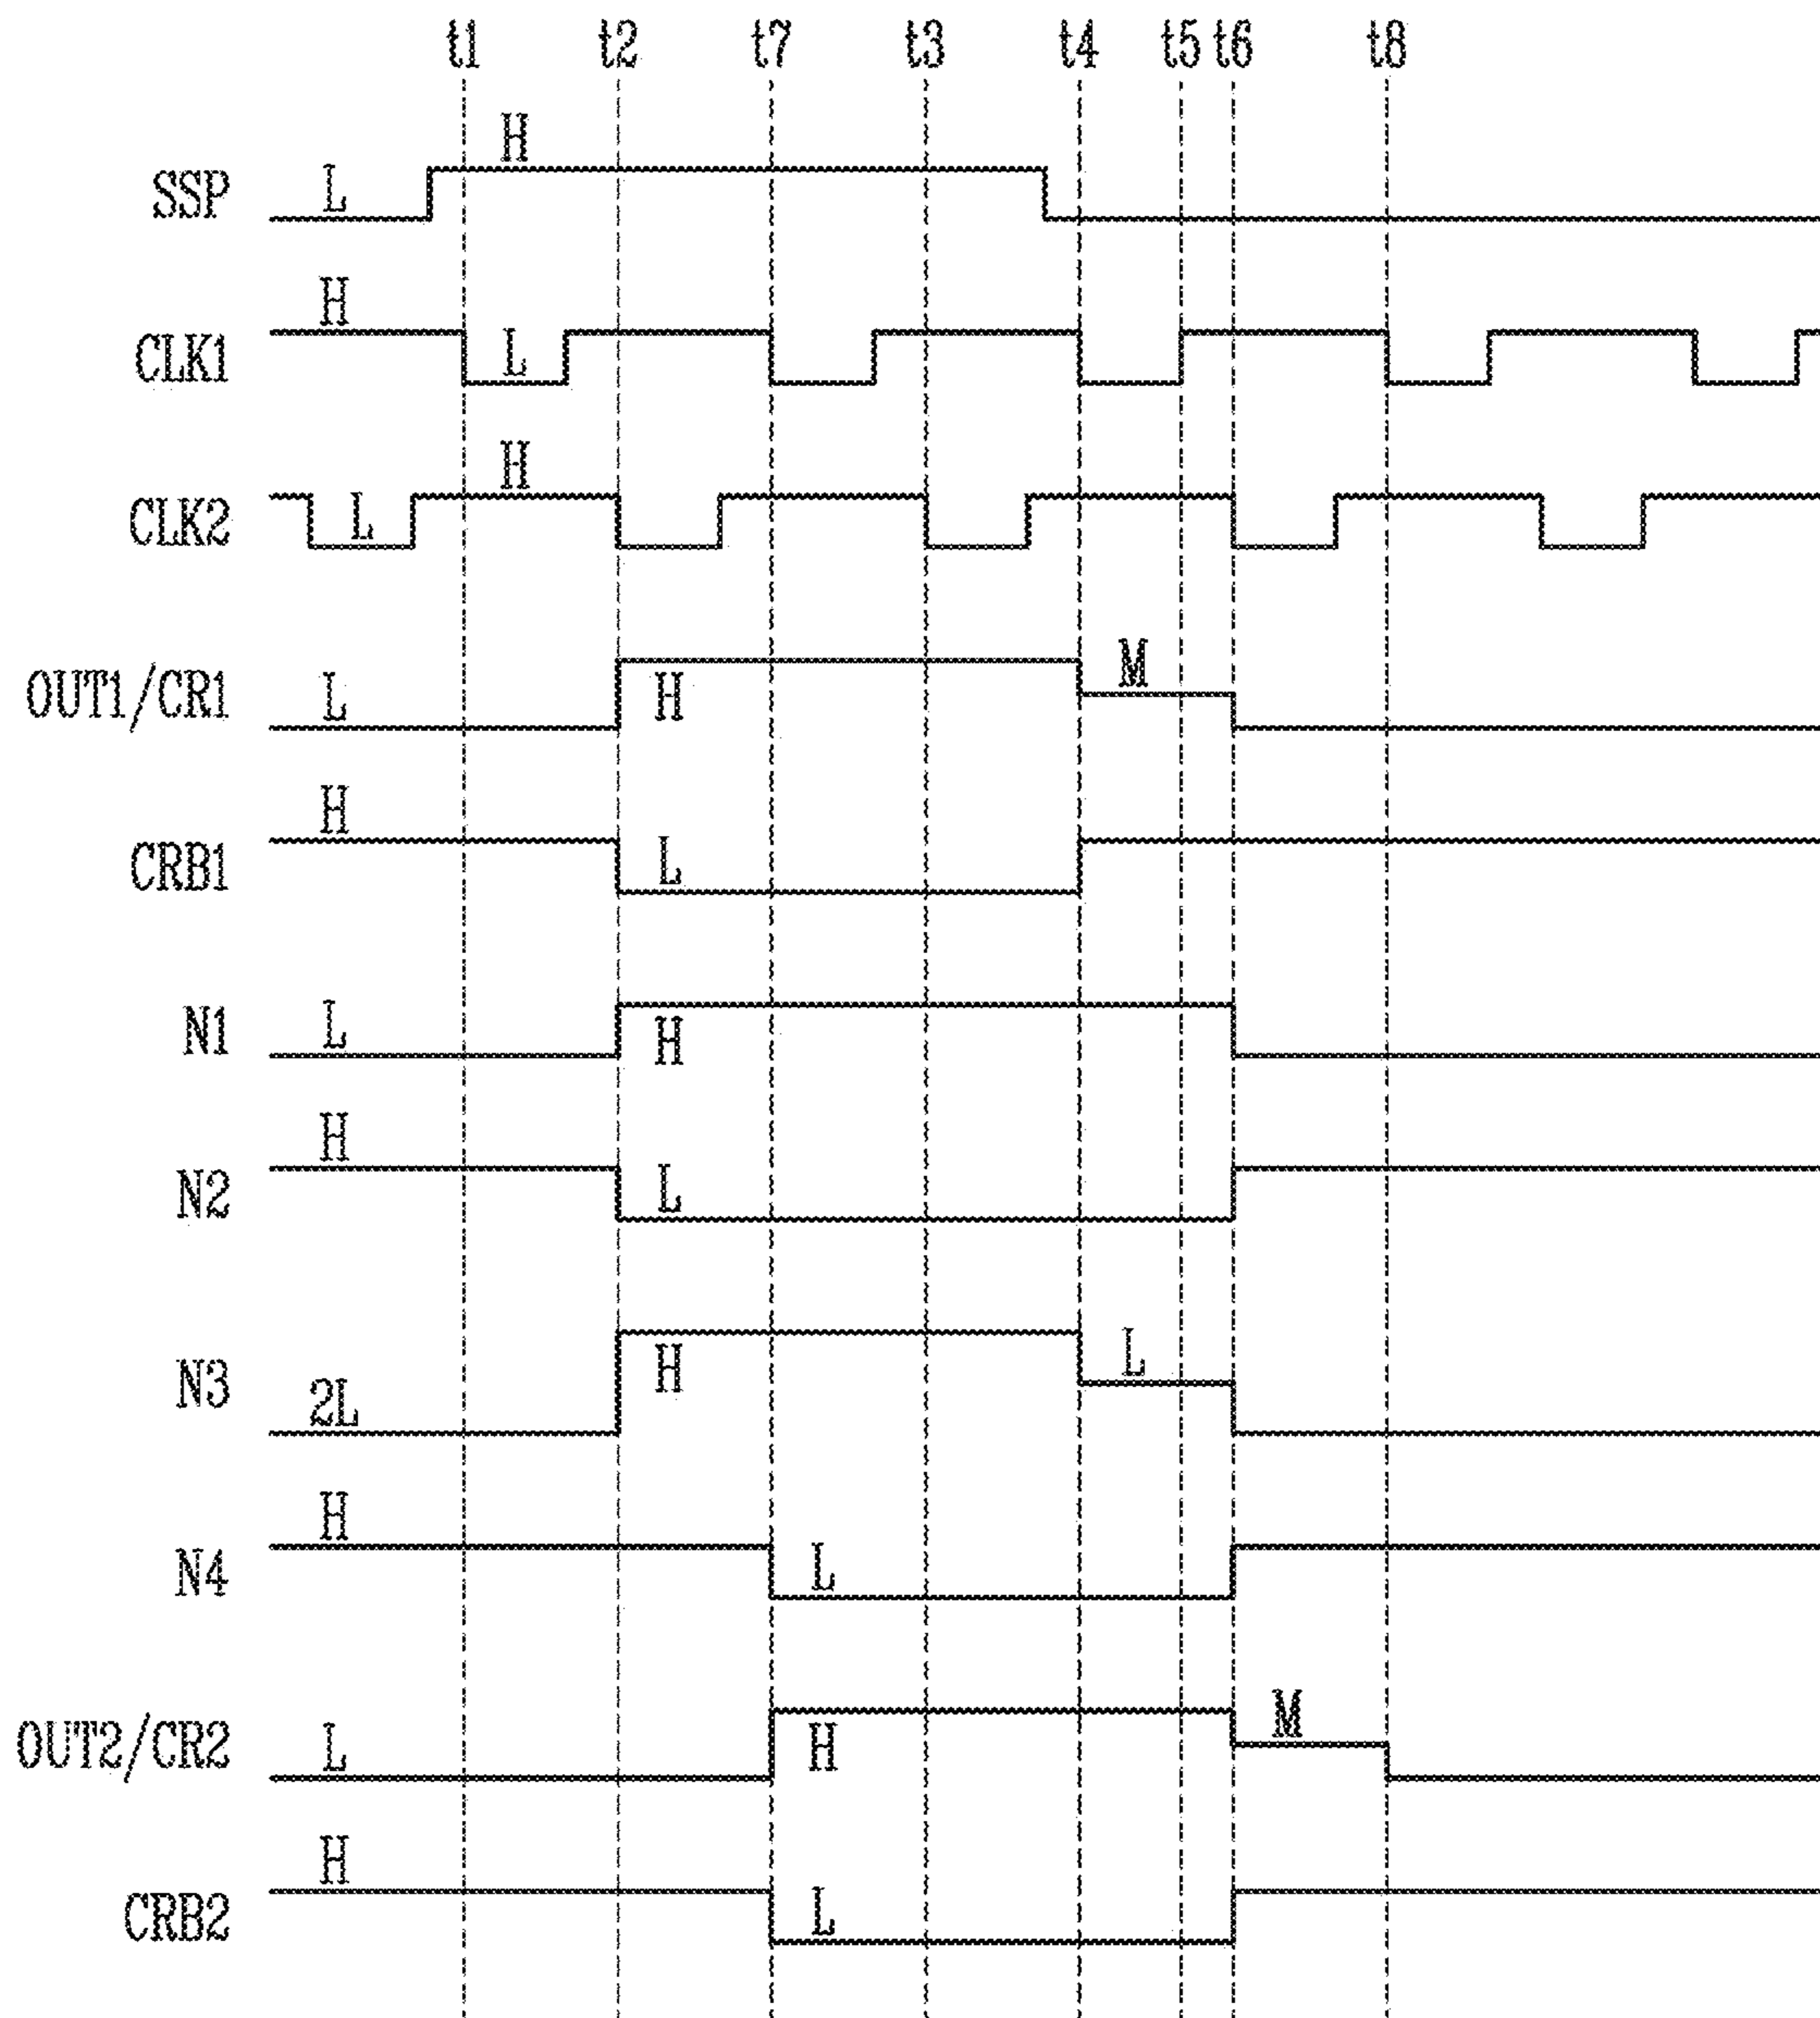 t1 t2 t7 t3 t4 t5 t6 t8
H
SSP L
H
CLK1 L
H
CLK2 L
M
OUT1/CR1 L H
H
CRB1 L
N1 L H
H
N2 L
L
N3 2L H
H
N4 L
M
OUT2/CR2 L H
H
CRB2 L